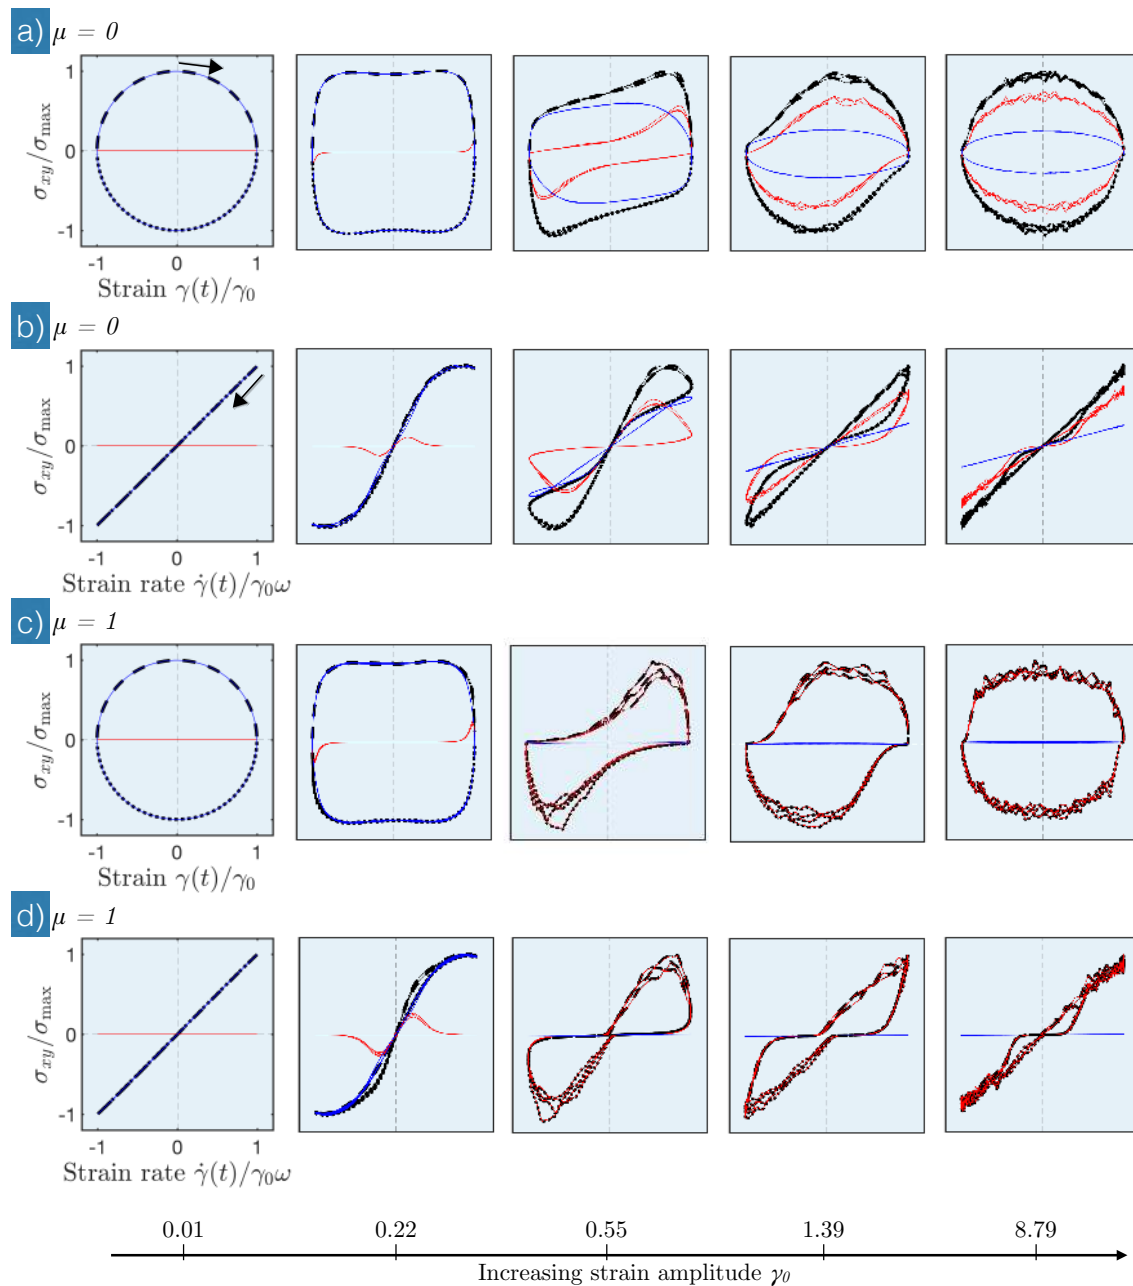 a) μ = 0
σxy/σmax
1
0
-1
-1 0 1
Strain γ(t)/γ0
b) μ = 0
σxy/σmax
1
0
-1
-1 0 1
Strain rate γ̇(t)/γ0ω
c) μ = 1
σxy/σmax
1
0
-1
-1 0 1
Strain γ(t)/γ0
d) μ = 1
σxy/σmax
1
0
-1
-1 0 1
Strain rate γ̇(t)/γ0ω
0.01 0.22 0.55 1.39 8.79
Increasing strain amplitude γ0